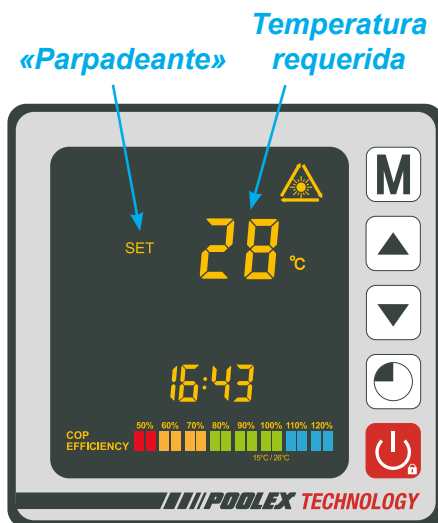 Temperatura
«Parpadeante» requerida
M
28 °C
SET
16:43
50% 60% 70% 80% 90% 100% 110% 120%
COP
EFFICIENCY
15°C / 26°C
POOLEX TECHNOLOGY